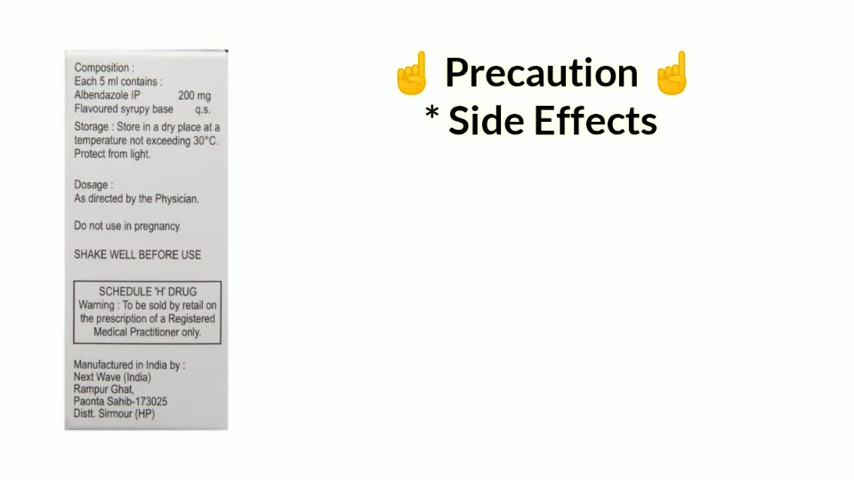 Composition :
Each 5 ml contains :
Albendazole IP 200 mg
Flavoured syrupy base q.s.
Storage : Store in a dry place at a
temperature not exceeding 30°C.
Protect from light.
Dosage :
As directed by the Physician.
Do not use in pregnancy
SHAKE WELL BEFORE USE
SCHEDULE 'H' DRUG
Warning : To be sold by retail on
the prescription of a Registered
Medical Practitioner only.
Manufactured in India by :
Next Wave (India)
Rampur Ghat,
Paonta Sahib-173025
Distt. Sirmour (HP)
☝ Precaution ☝
* Side Effects